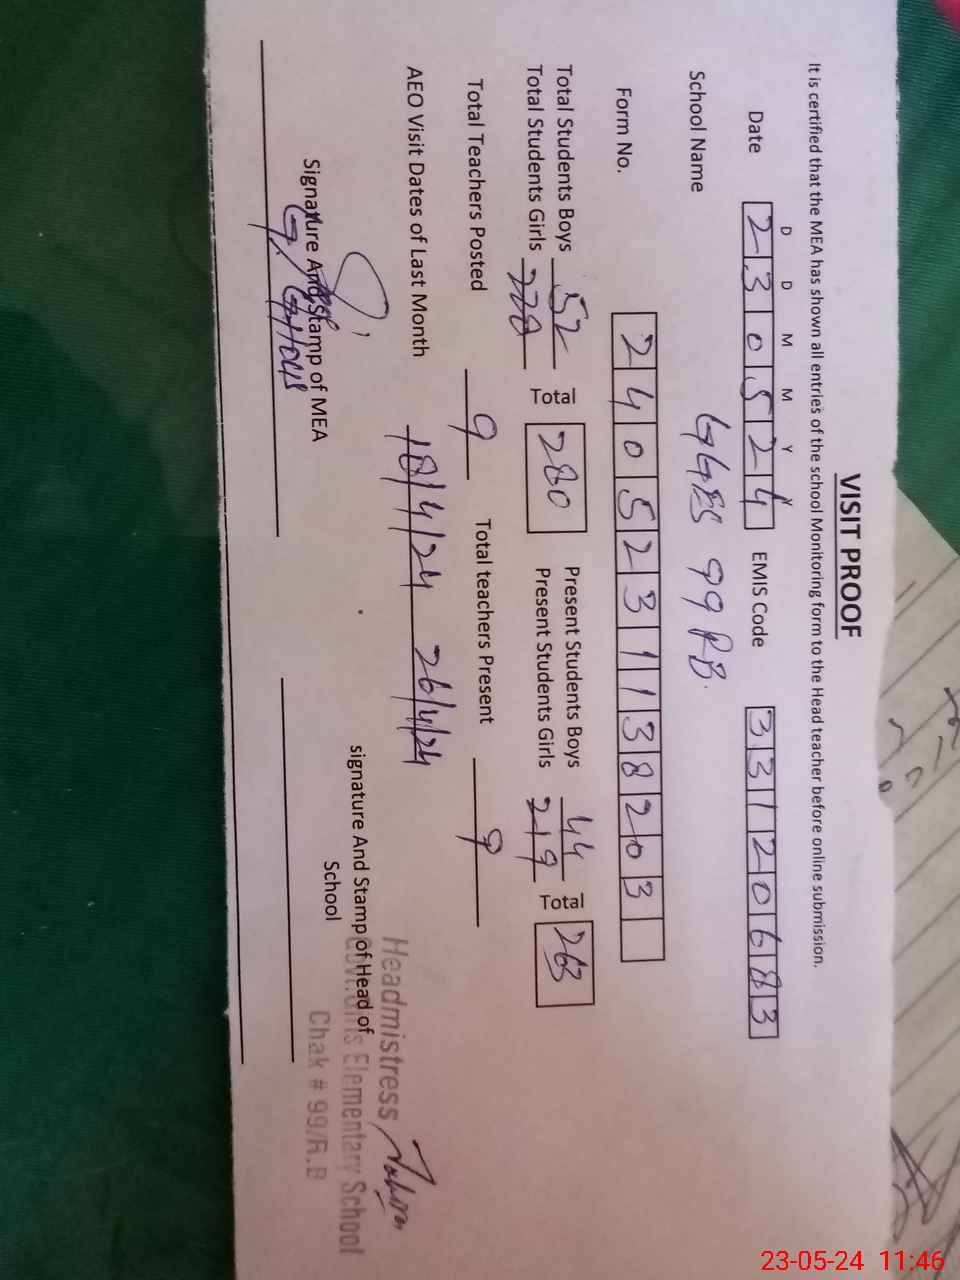 VISIT PROOF
It is certified that the MEA has shown all entries of the school Monitoring form to the Head teacher before online submission.
D D M M Y Y
Date 2 3 0 5 2 4 EMIS Code 3 3 1 2 0 6 8 3
School Name GGES 99 RB.
Form No. 2 4 0 5 2 3 1 1 3 8 2 0 3
Total Students Boys 52 Present Students Boys 44
Total 280 Total 263
Total Students Girls 228 Present Students Girls 219
Total Teachers Posted 9 Total teachers Present 9
AEO Visit Dates of Last Month 18/4/24 26/4/24
Headmistress
Govt.Girls Elementary School
Chak # 99/R.B
Signature And Stamp of MEA
signature And Stamp of Head of
School
23-05-24 11:46